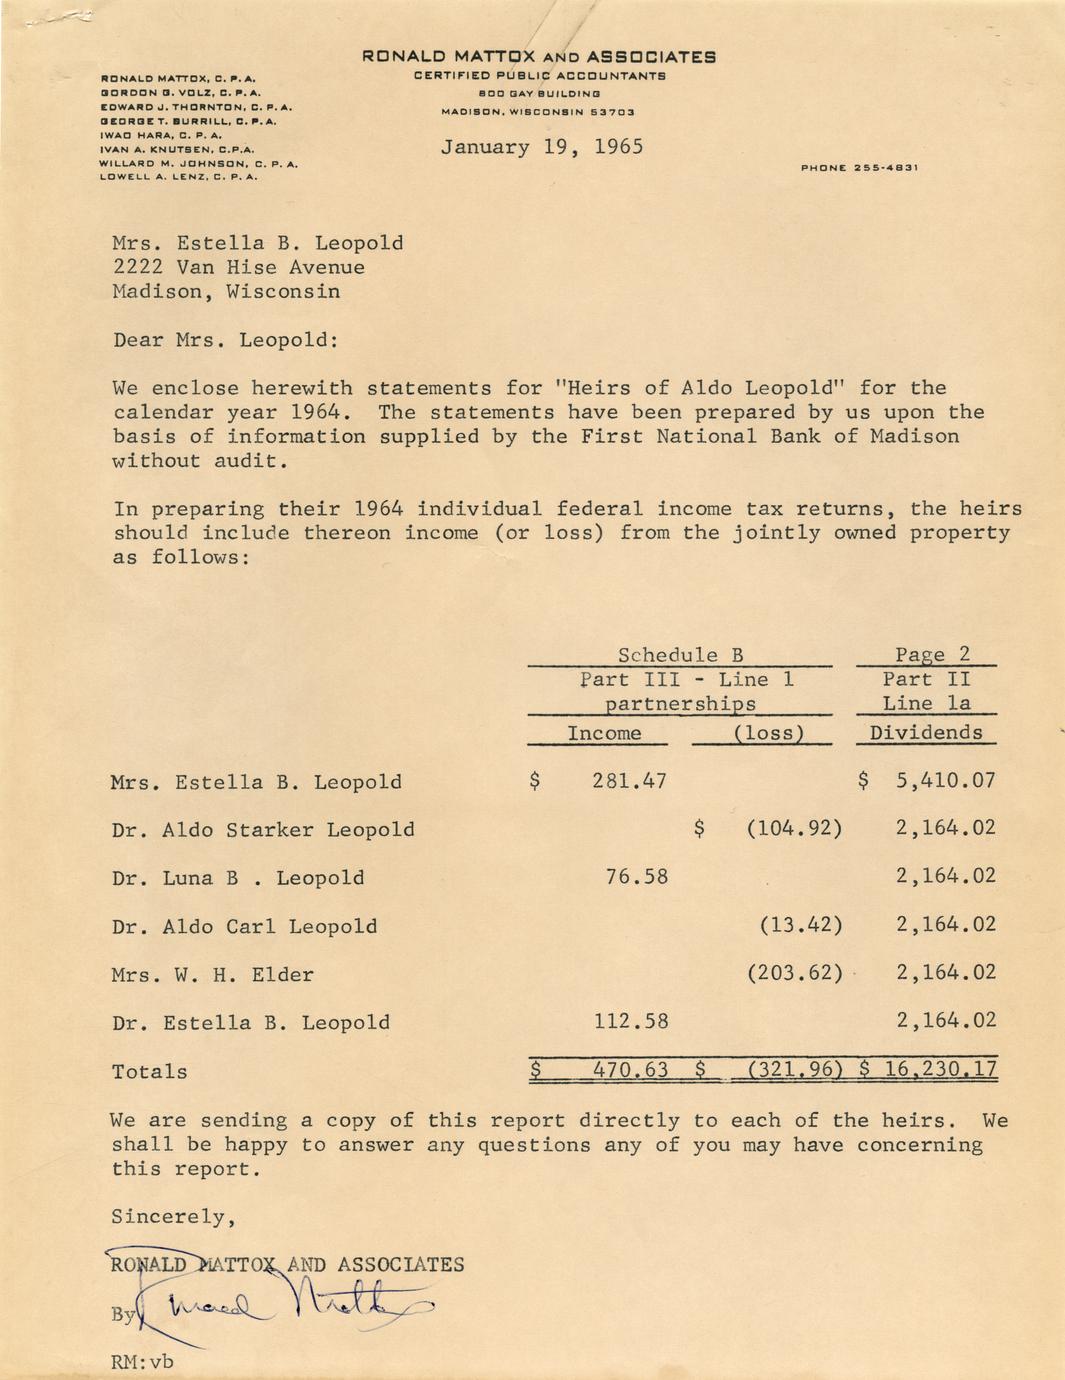 RONALD MATTOX AND ASSOCIATES
CERTIFIED PUBLIC ACCOUNTANTS
800 GAY BUILDING
MADISON, WISCONSIN 53703
RONALD MATTOX, C. P. A.
GORDON G. VOLZ, C. P. A.
EDWARD J. THORNTON, C. P. A.
GEORGE T. BURRILL, C. P. A.
IWAO HARA, C. P. A.
IVAN A. KNUTSEN, C.P.A.
WILLARD M. JOHNSON, C. P. A.
LOWELL A. LENZ, C. P. A.
January 19, 1965
PHONE 255-4831
Mrs. Estella B. Leopold
2222 Van Hise Avenue
Madison, Wisconsin
Dear Mrs. Leopold:
We enclose herewith statements for "Heirs of Aldo Leopold" for the
calendar year 1964. The statements have been prepared by us upon the
basis of information supplied by the First National Bank of Madison
without audit.
In preparing their 1964 individual federal income tax returns, the heirs
should include thereon income (or loss) from the jointly owned property
as follows:
Schedule B Page 2
Part III - Line 1 Part II
partnerships Line 1a
Income (loss) Dividends
Mrs. Estella B. Leopold $ 281.47 $ 5,410.07
Dr. Aldo Starker Leopold $ (104.92) 2,164.02
Dr. Luna B . Leopold 76.58 2,164.02
Dr. Aldo Carl Leopold (13.42) 2,164.02
Mrs. W. H. Elder (203.62) 2,164.02
Dr. Estella B. Leopold 112.58 2,164.02
Totals $ 470.63 $ (321.96) $ 16,230.17
We are sending a copy of this report directly to each of the heirs. We
shall be happy to answer any questions any of you may have concerning
this report.
Sincerely,
RONALD MATTOX AND ASSOCIATES
By Ronald Mattox
RM:vb